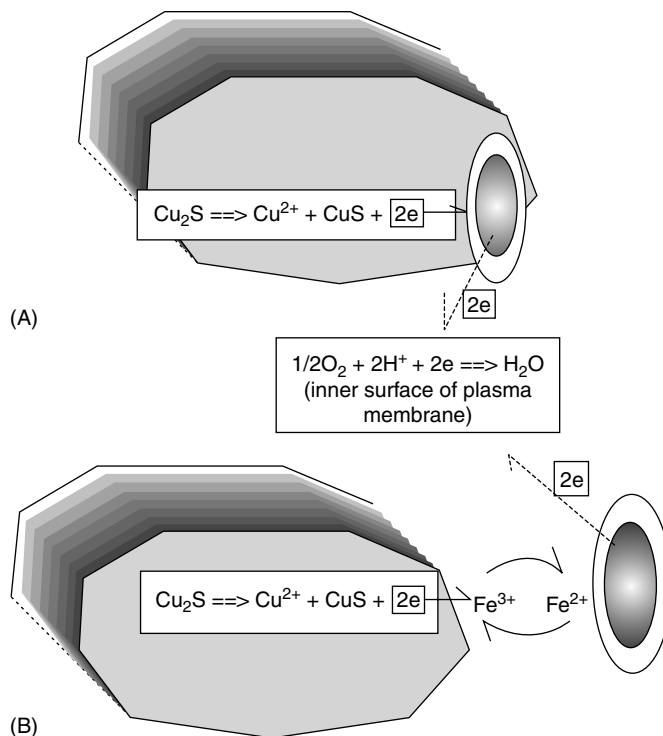 Cu₂S ==> Cu²⁺ + CuS + 2e
(A)
2e
1/2O₂ + 2H⁺ + 2e ==> H₂O
(inner surface of plasma
membrane)
2e
Cu₂S ==> Cu²⁺ + CuS + 2e
Fe³⁺ Fe²⁺
(B)